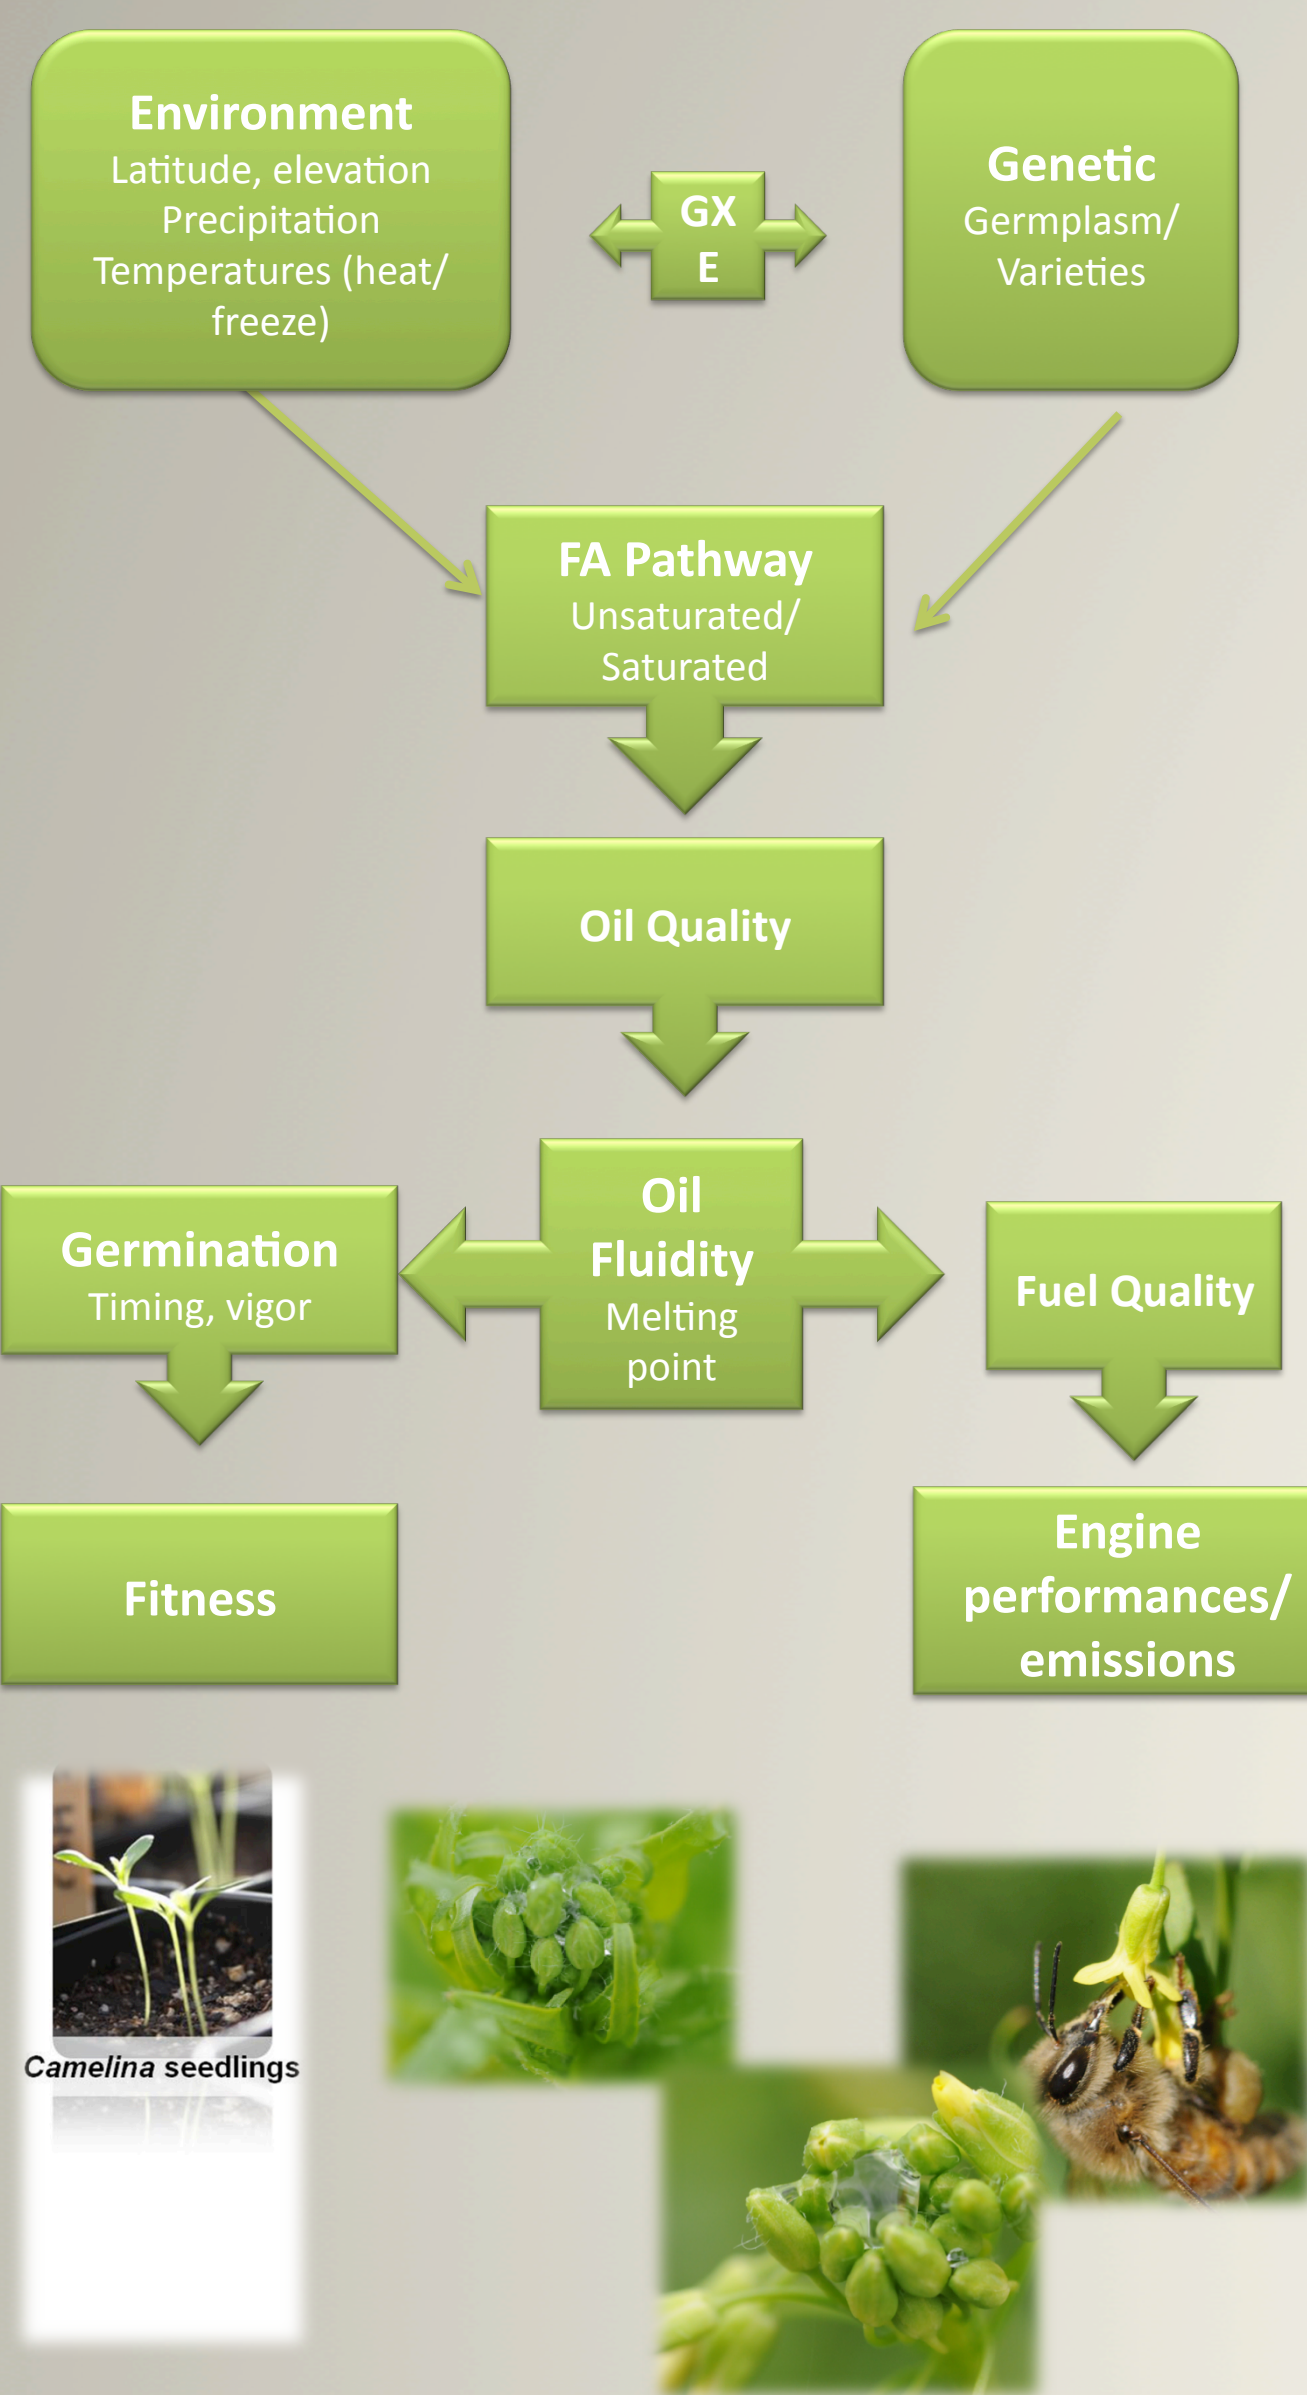 Environment
Latitude, elevation
Precipitation
Temperatures (heat/
freeze)
GX
E
Genetic
Germplasm/
Varieties
FA Pathway
Unsaturated/
Saturated
Oil Quality
Oil
Fluidity
Melting
point
Germination
Timing, vigor
Fuel Quality
Fitness
Engine
performances/
emissions
Camelina seedlings